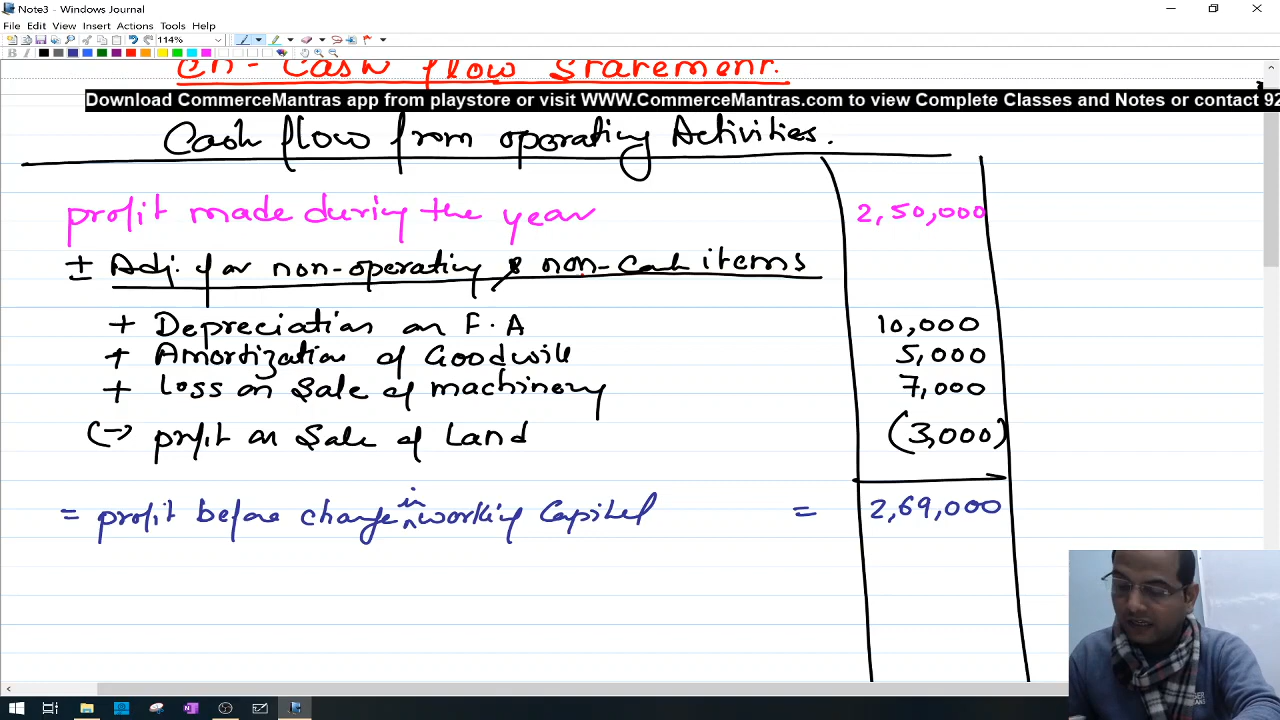 Note3 - Windows Journal
File Edit View Insert Actions Tools Help
114%
Ch- Cash flow Statement.
Download CommerceMantras app from playstore or visit WWW.CommerceMantras.com to view Complete Classes and Notes or contact 92
Cash flow from operating Activities.
profit made during the year 2,50,000
± Adj. for non-operating & non-Cash items
+ Depreciation on F.A 10,000
+ Amortization of Goodwill 5,000
+ Loss on Sale of machinery 7,000
(-) profit on Sale of Land (3,000)
= profit before change in working Capital = 2,69,000